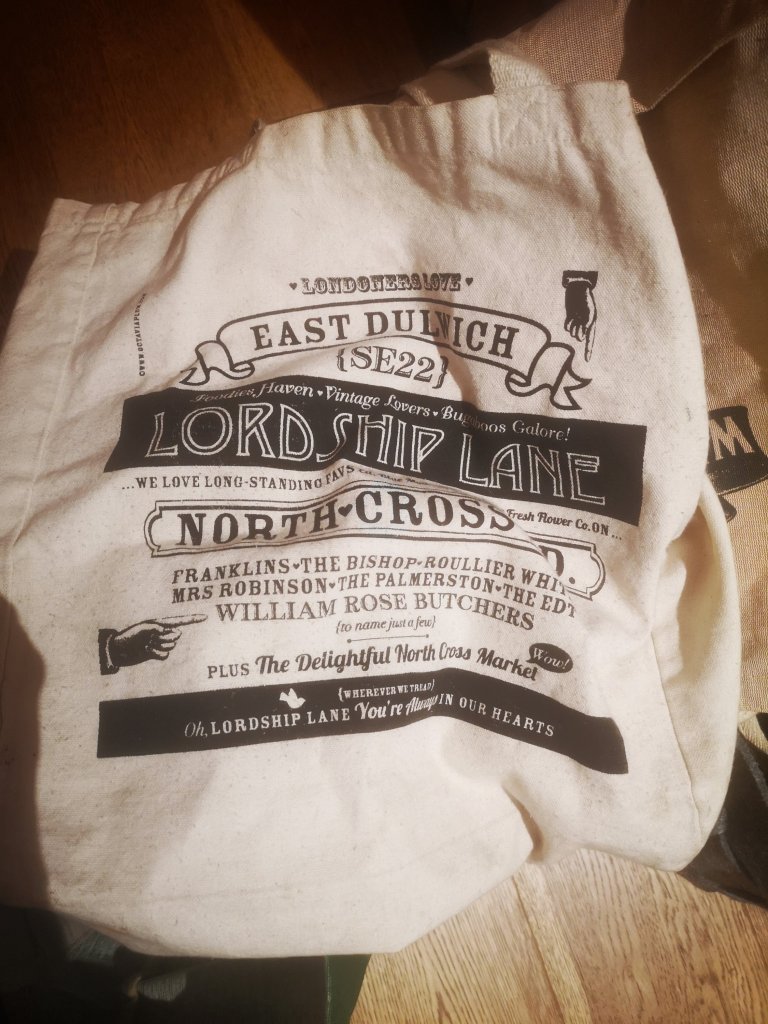 LONDONERS LOVE
EAST DULWICH
{SE22}
Foodies Haven • Vintage Lovers • Bugaboos Galore!
LORDSHIP LANE
...WE LOVE LONG-STANDING FAVS
Fresh Flower Co. ON...
NORTH CROSS
D.
FRANKLINS THE BISHOP ROULLIER WHI
MRS ROBINSON THE PALMERSTON THE EDT
WILLIAM ROSE BUTCHERS
{to name just a few}
PLUS The Delightful North Cross Market Wow!
{WHEREVER WE TREAD}
Oh, LORDSHIP LANE You're Always IN OUR HEARTS
M